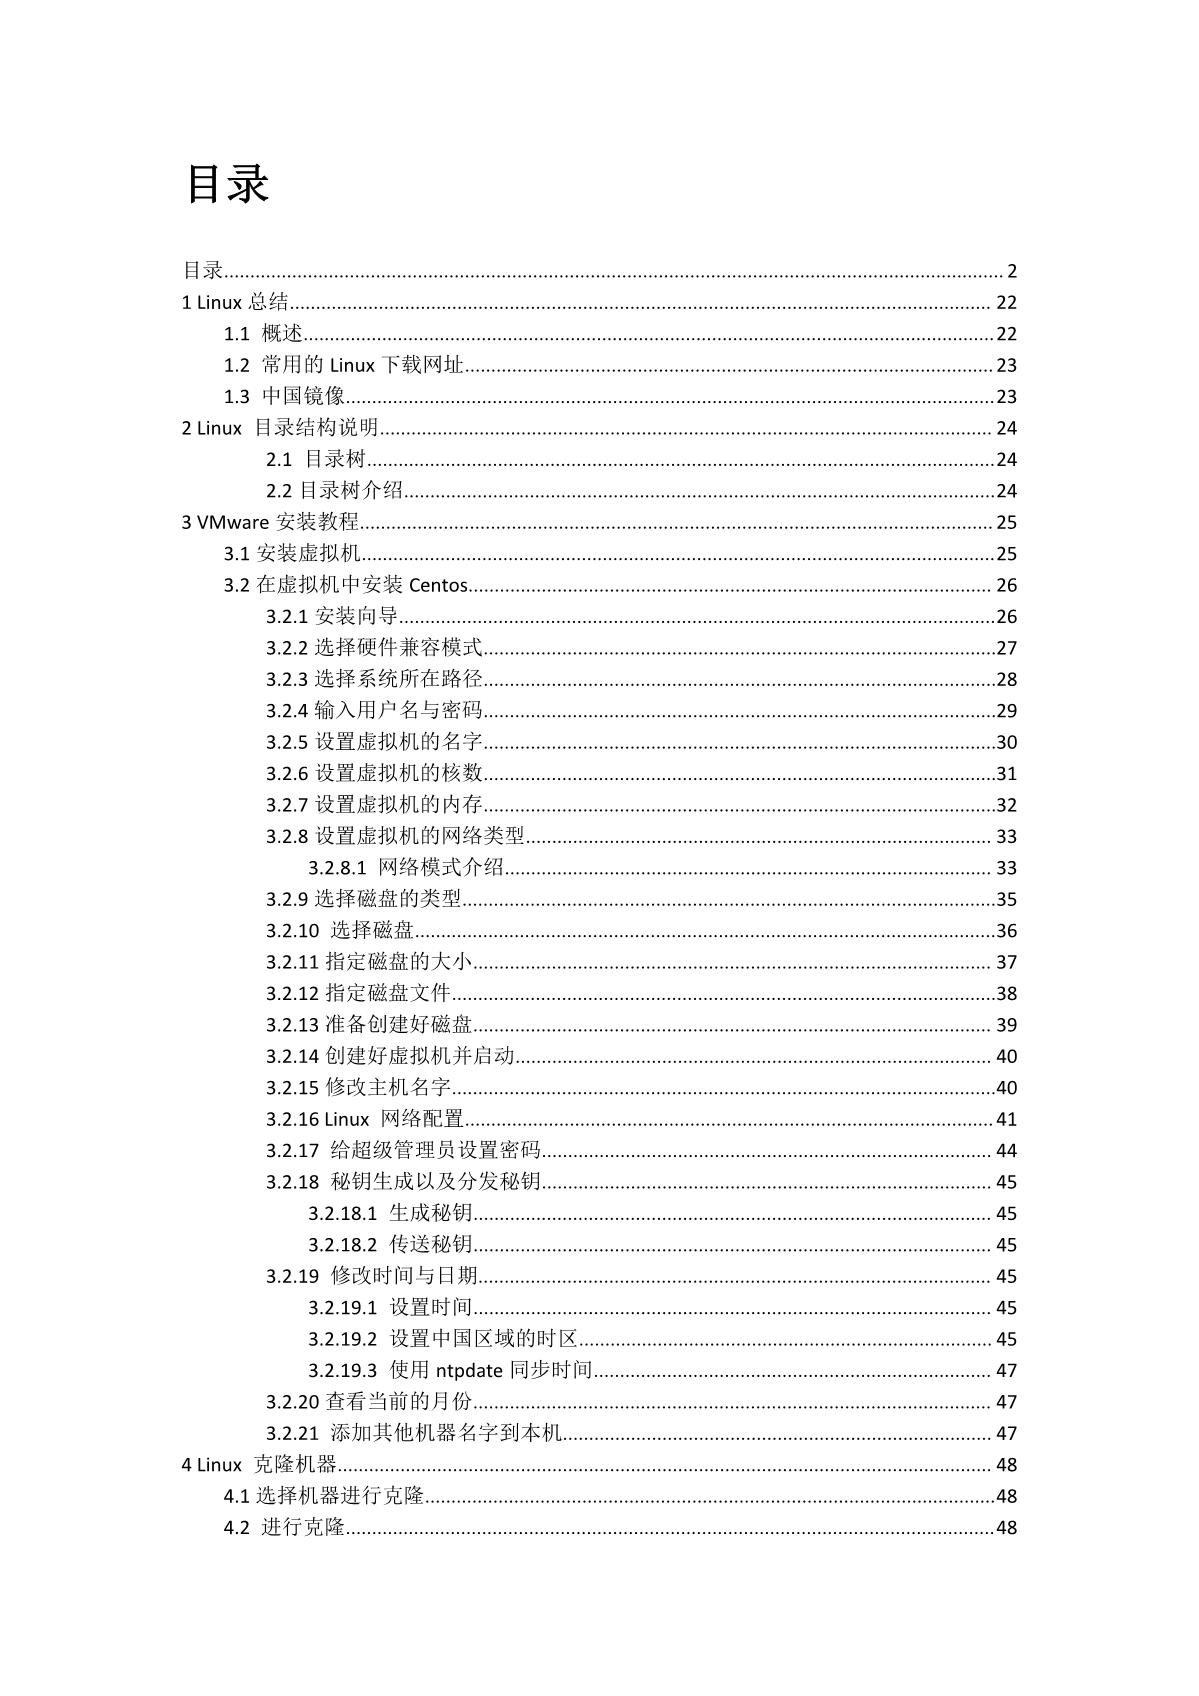 目录
目录........ 2
1 Linux 总结........ 22
1.1 概述........ 22
1.2 常用的 Linux 下载网址........ 23
1.3 中国镜像........ 23
2 Linux 目录结构说明........ 24
2.1 目录树........ 24
2.2 目录树介绍........ 24
3 VMware 安装教程........ 25
3.1 安装虚拟机........ 25
3.2 在虚拟机中安装 Centos........ 26
3.2.1 安装向导........ 26
3.2.2 选择硬件兼容模式........ 27
3.2.3 选择系统所在路径........ 28
3.2.4 输入用户名与密码........ 29
3.2.5 设置虚拟机的名字........ 30
3.2.6 设置虚拟机的核数........ 31
3.2.7 设置虚拟机的内存........ 32
3.2.8 设置虚拟机的网络类型........ 33
3.2.8.1 网络模式介绍........ 33
3.2.9 选择磁盘的类型........ 35
3.2.10 选择磁盘........ 36
3.2.11 指定磁盘的大小........ 37
3.2.12 指定磁盘文件........ 38
3.2.13 准备创建好磁盘........ 39
3.2.14 创建好虚拟机并启动........ 40
3.2.15 修改主机名字........ 40
3.2.16 Linux 网络配置........ 41
3.2.17 给超级管理员设置密码........ 44
3.2.18 秘钥生成以及分发秘钥........ 45
3.2.18.1 生成秘钥........ 45
3.2.18.2 传送秘钥........ 45
3.2.19 修改时间与日期........ 45
3.2.19.1 设置时间........ 45
3.2.19.2 设置中国区域的时区........ 45
3.2.19.3 使用 ntpdate 同步时间........ 47
3.2.20 查看当前的月份........ 47
3.2.21 添加其他机器名字到本机........ 47
4 Linux 克隆机器........ 48
4.1 选择机器进行克隆........ 48
4.2 进行克隆........ 48